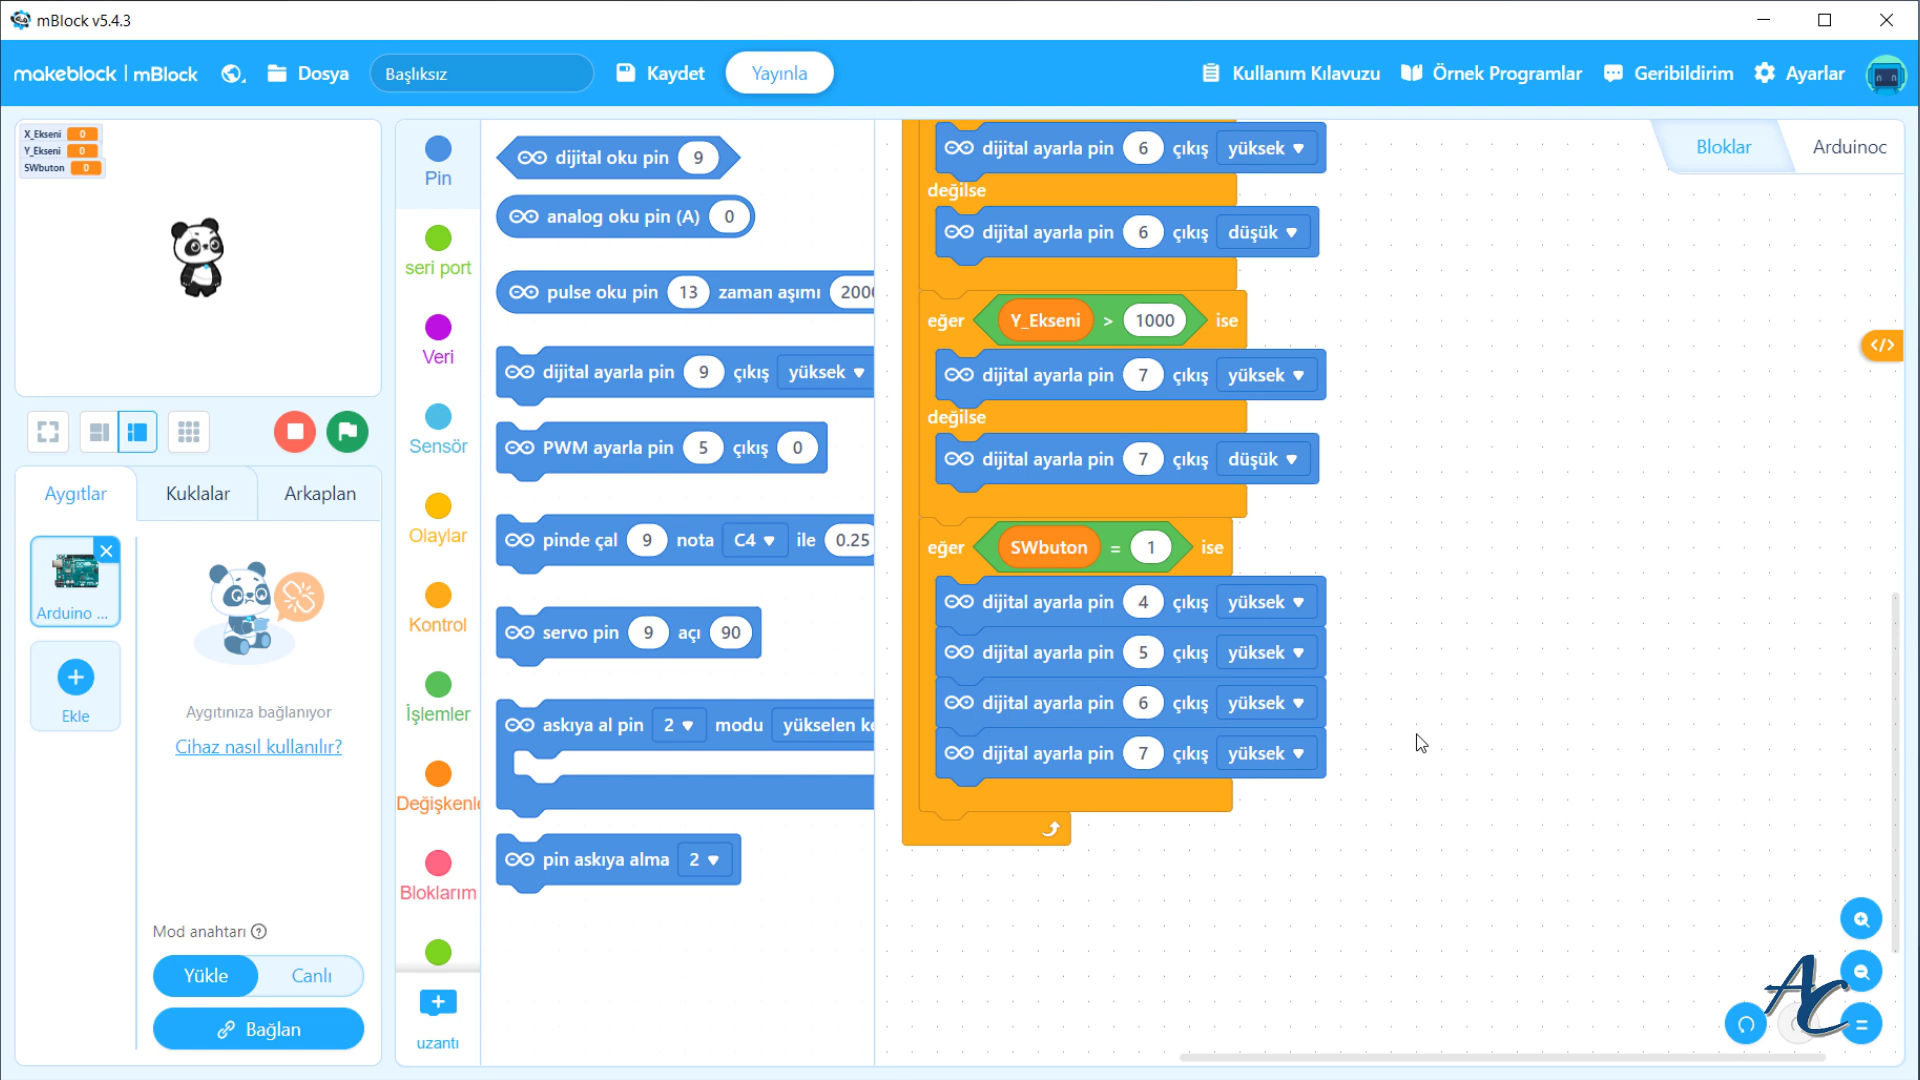 mBlock v5.4.3
makeblock | mBlock Dosya Başlıksız Kaydet Yayınla Kullanım Kılavuzu Örnek Programlar Geribildirim Ayarlar
X_Ekseni 0
Y_Ekseni 0
SWbuton 0
Aygıtlar Kuklalar Arkaplan
Arduino ...
Ekle
Aygıtınıza bağlanıyor
Cihaz nasıl kullanılır?
Mod anahtarı ?
Yükle Canlı
Bağlan
Pin
seri port
Veri
Sensör
Olaylar
Kontrol
İşlemler
Değişkenle
Bloklarım
+
uzantı
dijital oku pin 9
analog oku pin (A) 0
pulse oku pin 13 zaman aşımı 2000
dijital ayarla pin 9 çıkış yüksek
PWM ayarla pin 5 çıkış 0
pinde çal 9 nota C4 ile 0.25
servo pin 9 açı 90
askıya al pin 2 modu yükselen ke
pin askıya alma 2
dijital ayarla pin 6 çıkış yüksek
değilse
dijital ayarla pin 6 çıkış düşük
eğer Y_Ekseni > 1000 ise
dijital ayarla pin 7 çıkış yüksek
değilse
dijital ayarla pin 7 çıkış düşük
eğer SWbuton = 1 ise
dijital ayarla pin 4 çıkış yüksek
dijital ayarla pin 5 çıkış yüksek
dijital ayarla pin 6 çıkış yüksek
dijital ayarla pin 7 çıkış yüksek
Bloklar Arduinoc
</>
AC